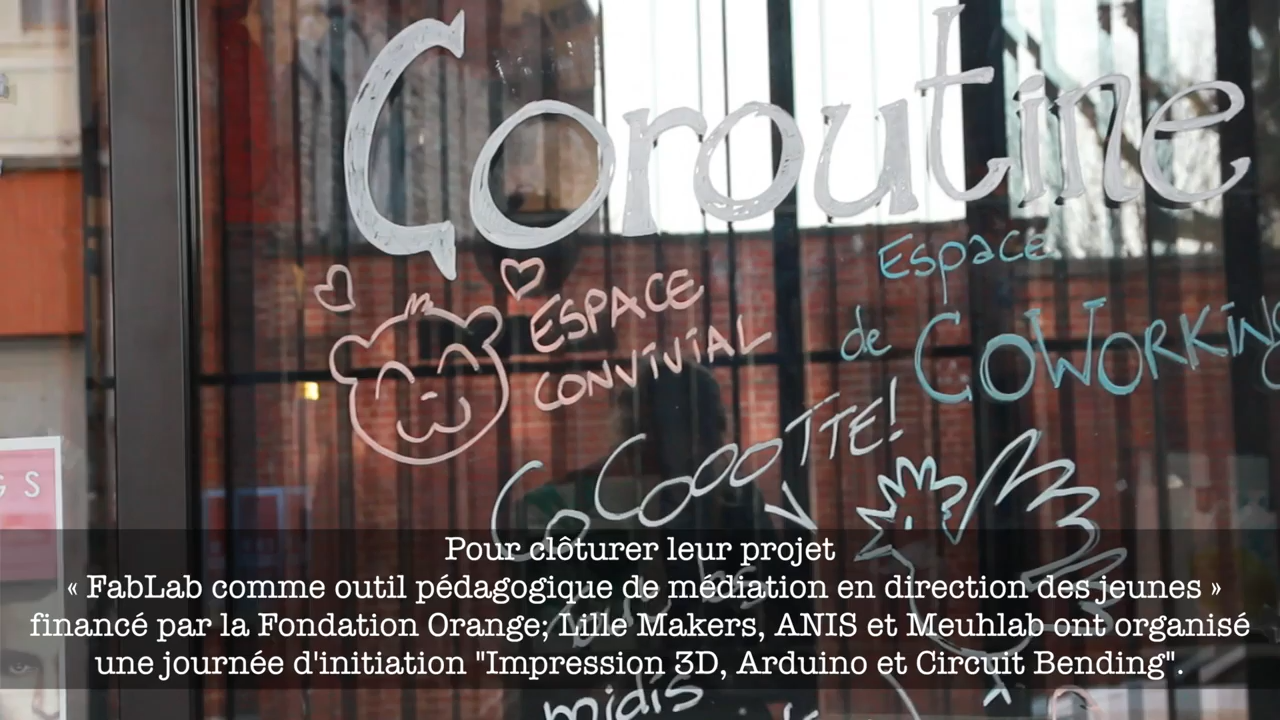 Coroutine
Espace
ESPACE
CONVIVIAL
de COWORKING
CoCoooTTE!
G S
Pour clôturer leur projet
« FabLab comme outil pédagogique de médiation en direction des jeunes »
financé par la Fondation Orange; Lille Makers, ANIS et Meuhlab ont organisé
une journée d'initiation "Impression 3D, Arduino et Circuit Bending".
midis